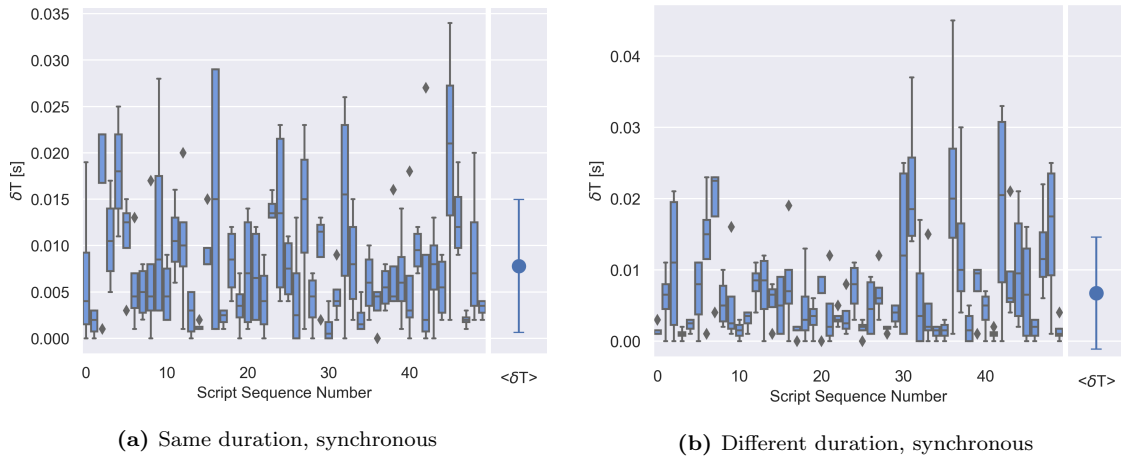 0.035
0.030
0.025
0.020
0.015
0.010
0.005
0.000
δT [s]
0 10 20 30 40
Script Sequence Number
<δT>
(a) Same duration, synchronous
0.04
0.03
0.02
0.01
0.00
δT [s]
0 10 20 30 40
Script Sequence Number
<δT>
(b) Different duration, synchronous